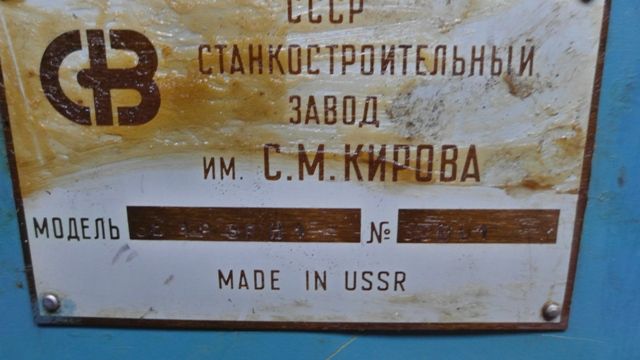 СССР
СТАНКОСТРОИТЕЛЬНЫЙ
ЗАВОД
ИМ. С.М.КИРОВА
МОДЕЛЬ №
MADE IN USSR